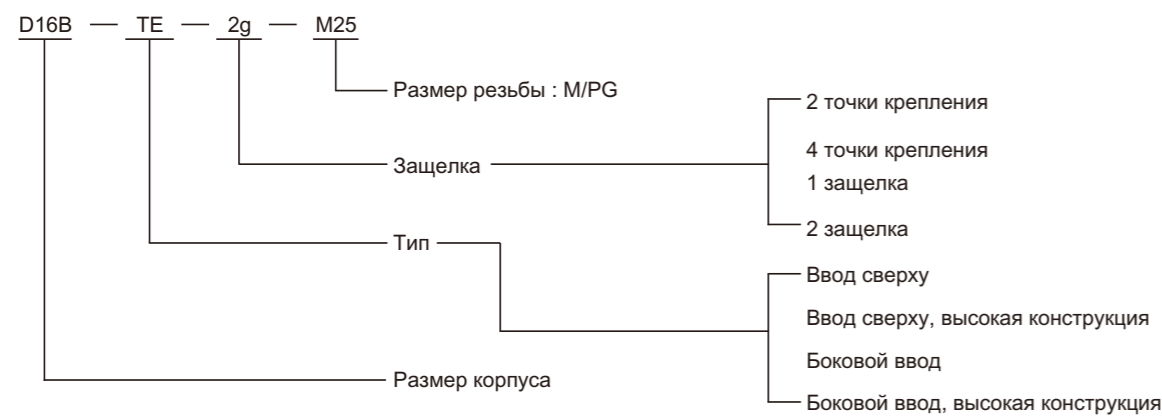 D16B — TE — 2g — M25
Размер резьбы : M/PG
2 точки крепления
4 точки крепления
Защелка
1 защелка
2 защелка
Тип
Ввод сверху
Ввод сверху, высокая конструкция
Боковой ввод
Размер корпуса
Боковой ввод, высокая конструкция